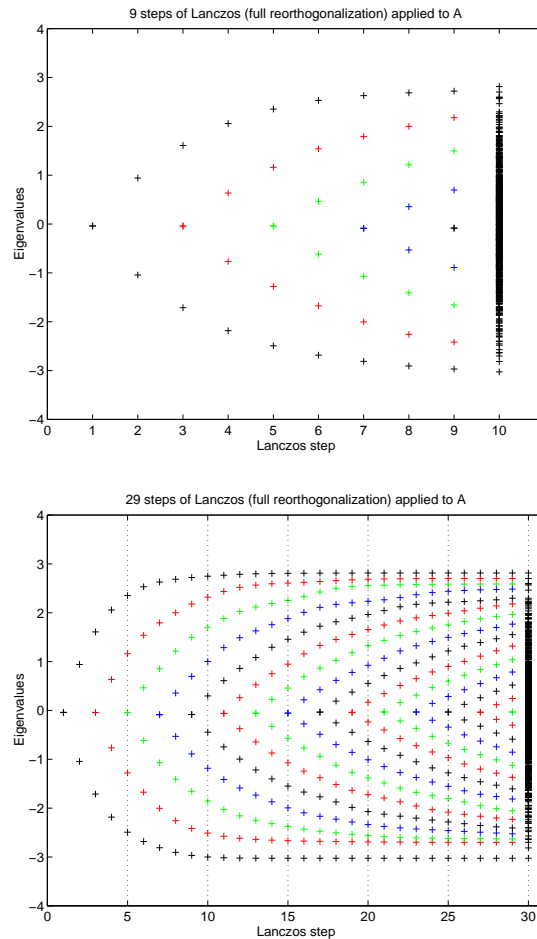 9 steps of Lanczos (full reorthogonalization) applied to A
4
3
2
1
0
−1
−2
−3
−4
Eigenvalues
0 1 2 3 4 5 6 7 8 9 10
Lanczos step
29 steps of Lanczos (full reorthogonalization) applied to A
4
3
2
1
0
−1
−2
−3
−4
Eigenvalues
0 5 10 15 20 25 30
Lanczos step